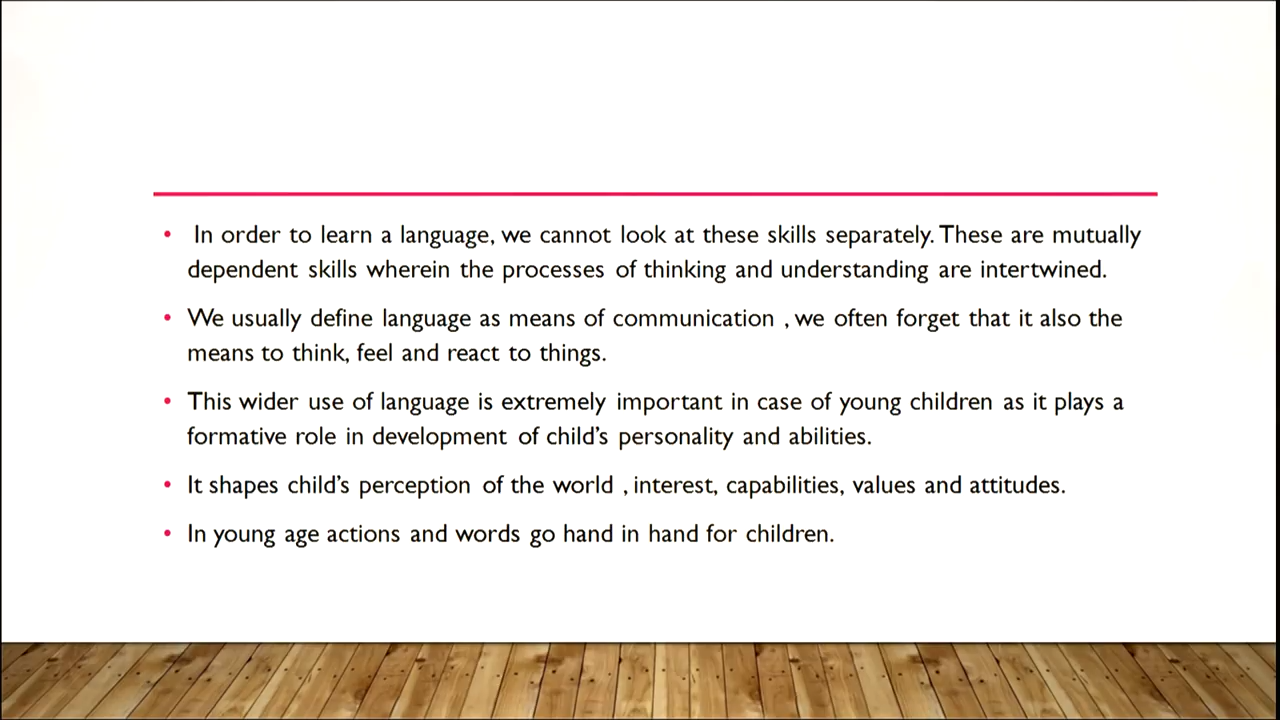 • In order to learn a language, we cannot look at these skills separately. These are mutually
dependent skills wherein the processes of thinking and understanding are intertwined.
• We usually define language as means of communication , we often forget that it also the
means to think, feel and react to things.
• This wider use of language is extremely important in case of young children as it plays a
formative role in development of child's personality and abilities.
• It shapes child's perception of the world , interest, capabilities, values and attitudes.
• In young age actions and words go hand in hand for children.